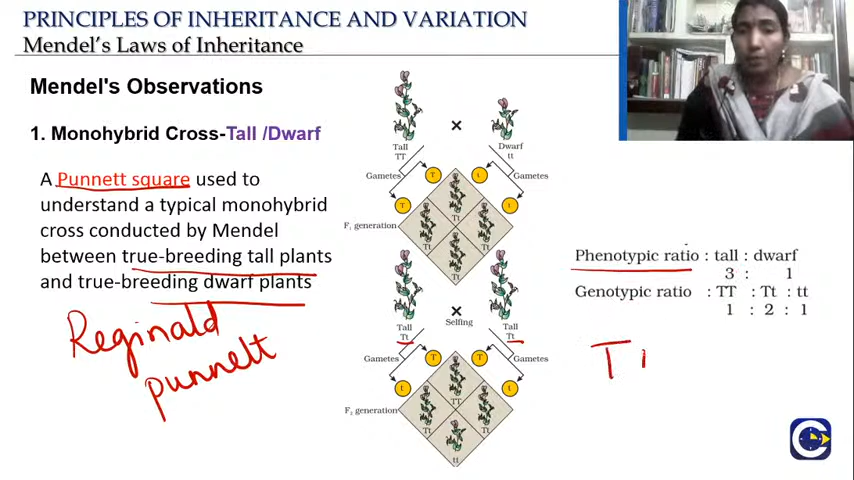 PRINCIPLES OF INHERITANCE AND VARIATION
Mendel's Laws of Inheritance
Mendel's Observations
1. Monohybrid Cross-Tall /Dwarf
A Punnett square used to
understand a typical monohybrid
cross conducted by Mendel
between true-breeding tall plants
and true-breeding dwarf plants
Reginald
punnett
Tall
TT
×
Dwarf
tt
Gametes
T
t
Gametes
T
t
F₁ generation
Tt
Tt
Tt
Tt
Tall
Tt
×
Selfing
Tall
Tt
Gametes
T
T
Gametes
t
t
F₂ generation
TT
Tt
Tt
tt
Phenotypic ratio : tall : dwarf
3 : 1
Genotypic ratio : TT : Tt : tt
1 : 2 : 1
T